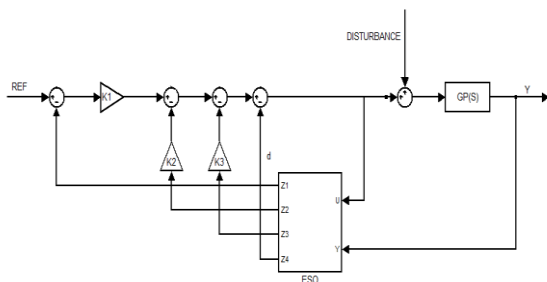 DISTURBANCE
REF
K1
GP(S)
Y
K2
K3
d
Z1
Z2
Z3
Z4
U
Y
ESO